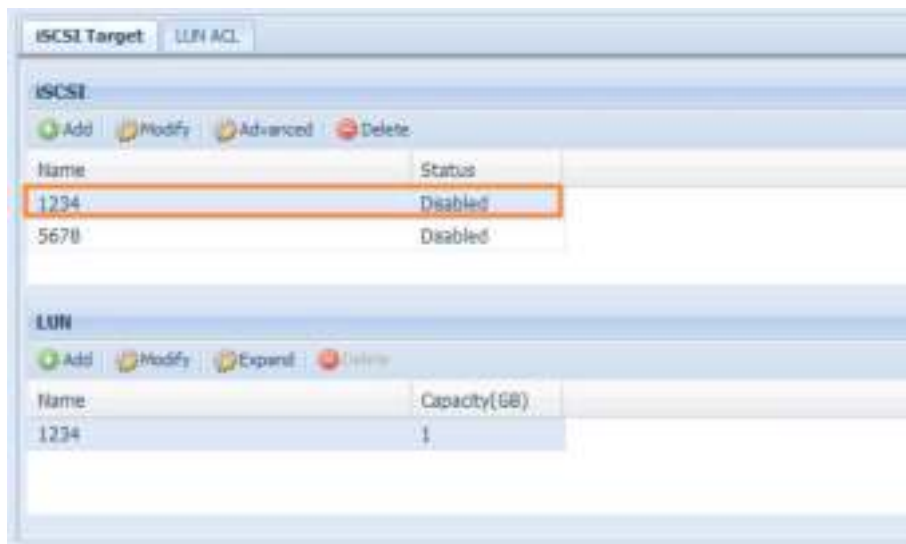 iSCSI Target LUN ACL
iSCSI
Add Modify Advanced Delete
Name Status
1234 Disabled
5678 Disabled
LUN
Add Modify Expand Delete
Name Capacity(GB)
1234 1